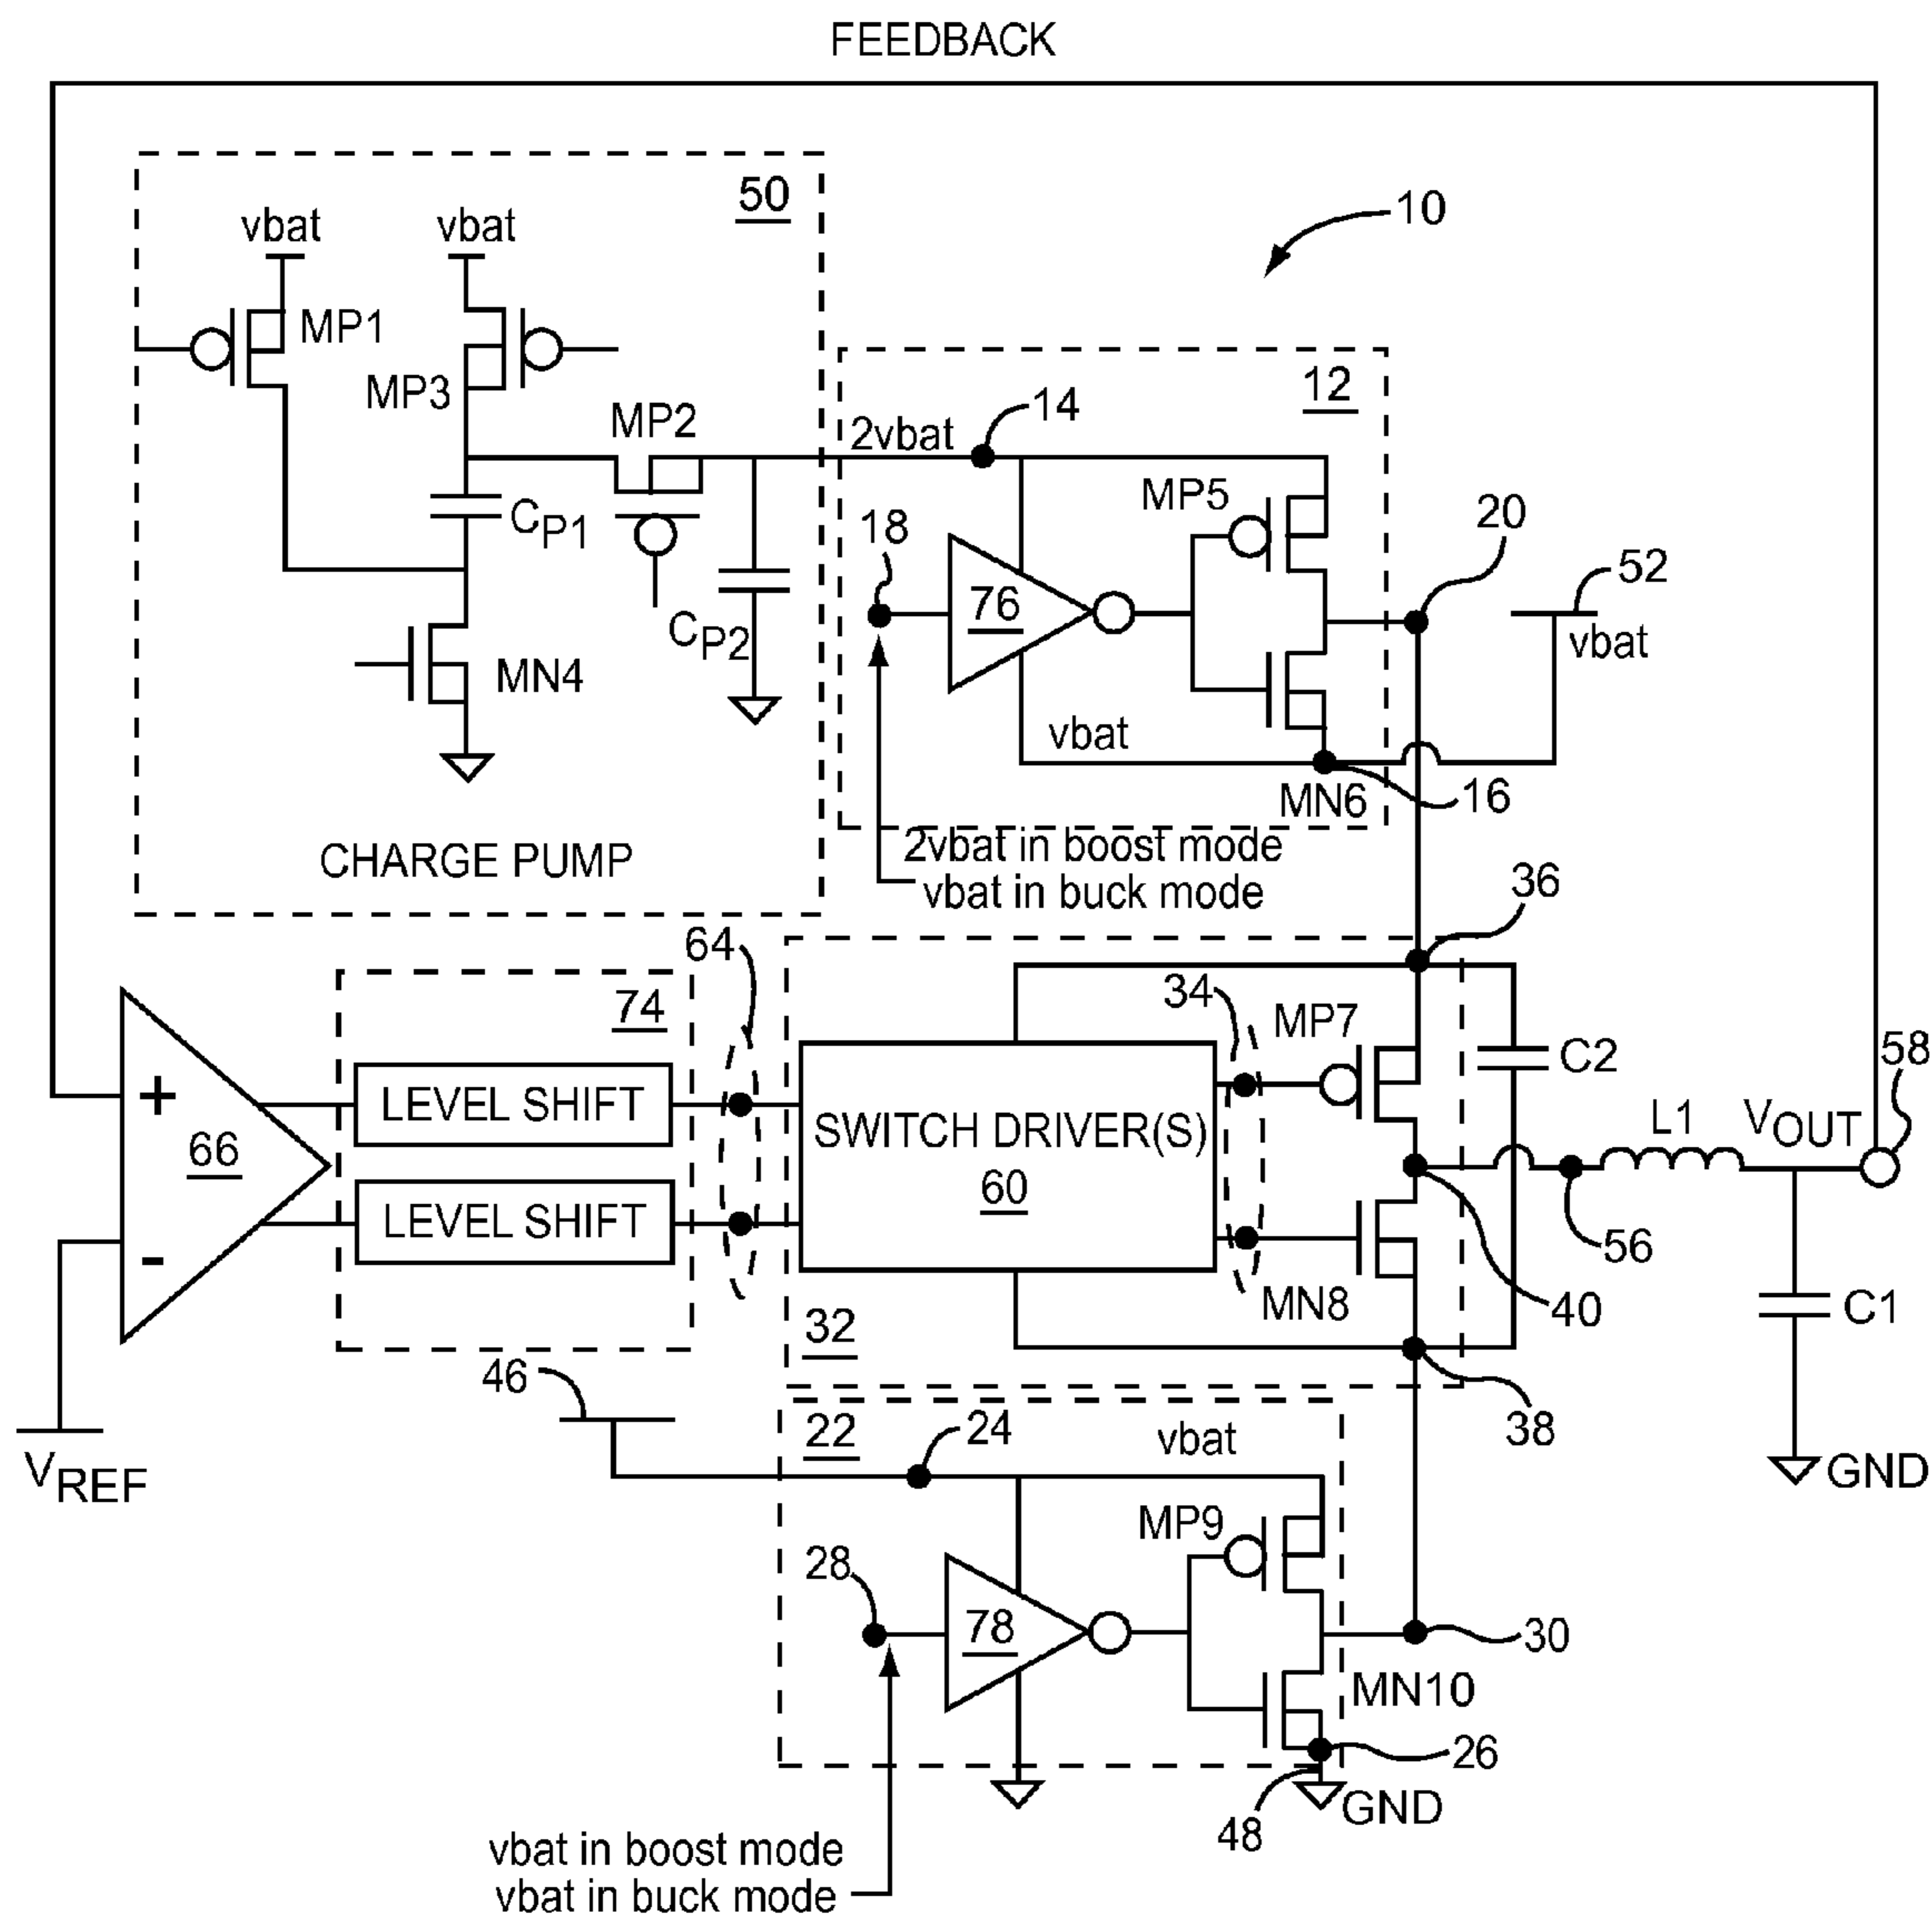 FEEDBACK
50
vbat
vbat
10
MP1
MP3
12
MP2
2vbat
14
MP5
20
CP1
18
52
76
CP2
vbat
MN4
vbat
MN6
16
CHARGE PUMP
2vbat in boost mode
vbat in buck mode
36
64
34
74
MP7
C2
58
+
LEVEL SHIFT
SWITCH DRIVER(S)
L1
VOUT
66
60
LEVEL SHIFT
-
56
MN8
40
C1
32
46
38
22
24
vbat
VREF
GND
MP9
28
78
30
MN10
26
GND
48
vbat in boost mode
vbat in buck mode